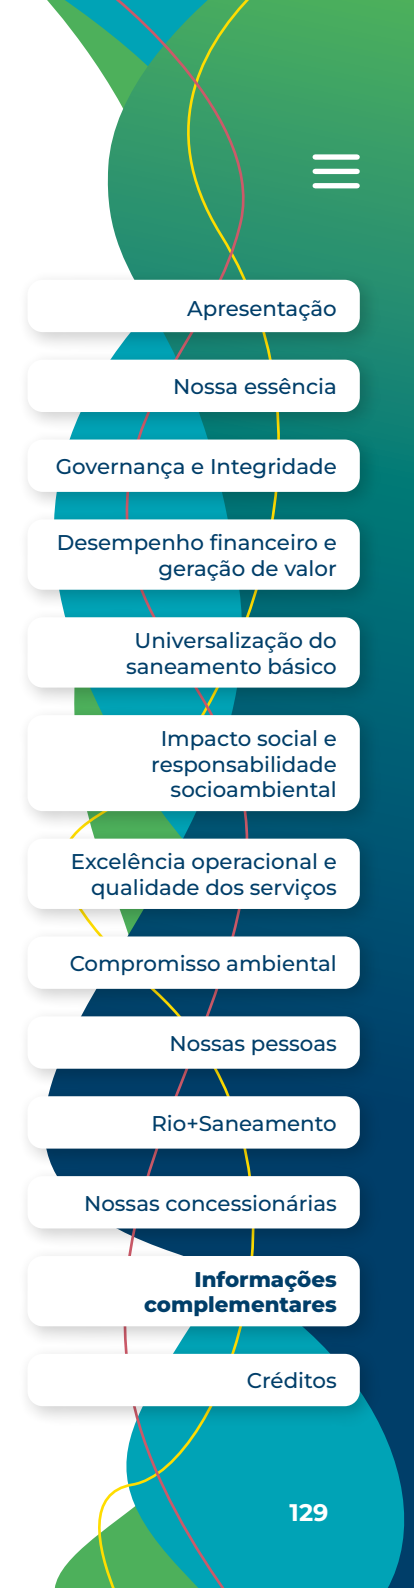 Apresentação
Nossa essência
Governança e Integridade
Desempenho financeiro e
geração de valor
Universalização do
saneamento básico
Impacto social e
responsabilidade
socioambiental
Excelência operacional e
qualidade dos serviços
Compromisso ambiental
Nossas pessoas
Rio+Saneamento
Nossas concessionárias
Informações
complementares
Créditos
129